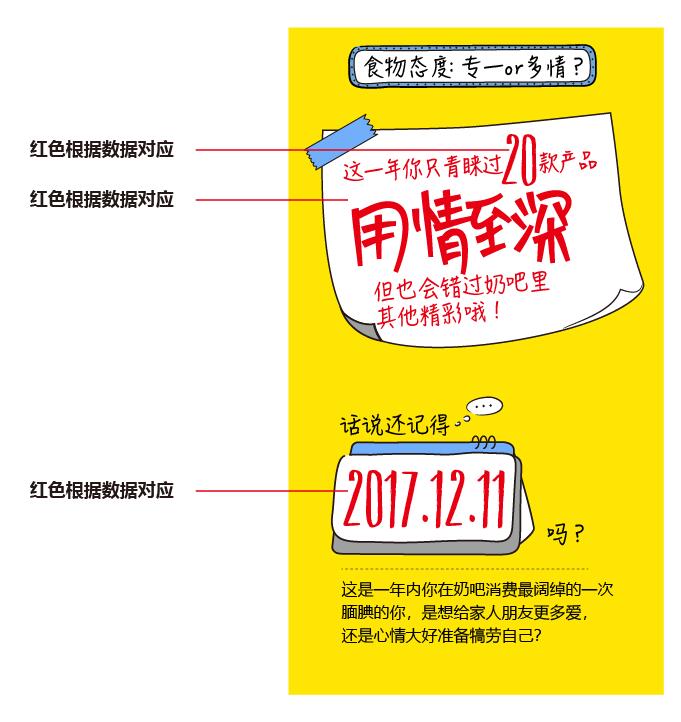 食物态度: 专一or多情？
红色根据数据对应
这一年你只青睐过20款产品
红色根据数据对应
用情至深
但也会错过奶吧里
其他精彩哦！
话说还记得
红色根据数据对应
2017.12.11
吗？
这是一年内你在奶吧消费最阔绰的一次
腼腆的你，是想给家人朋友更多爱，
还是心情大好准备犒劳自己？